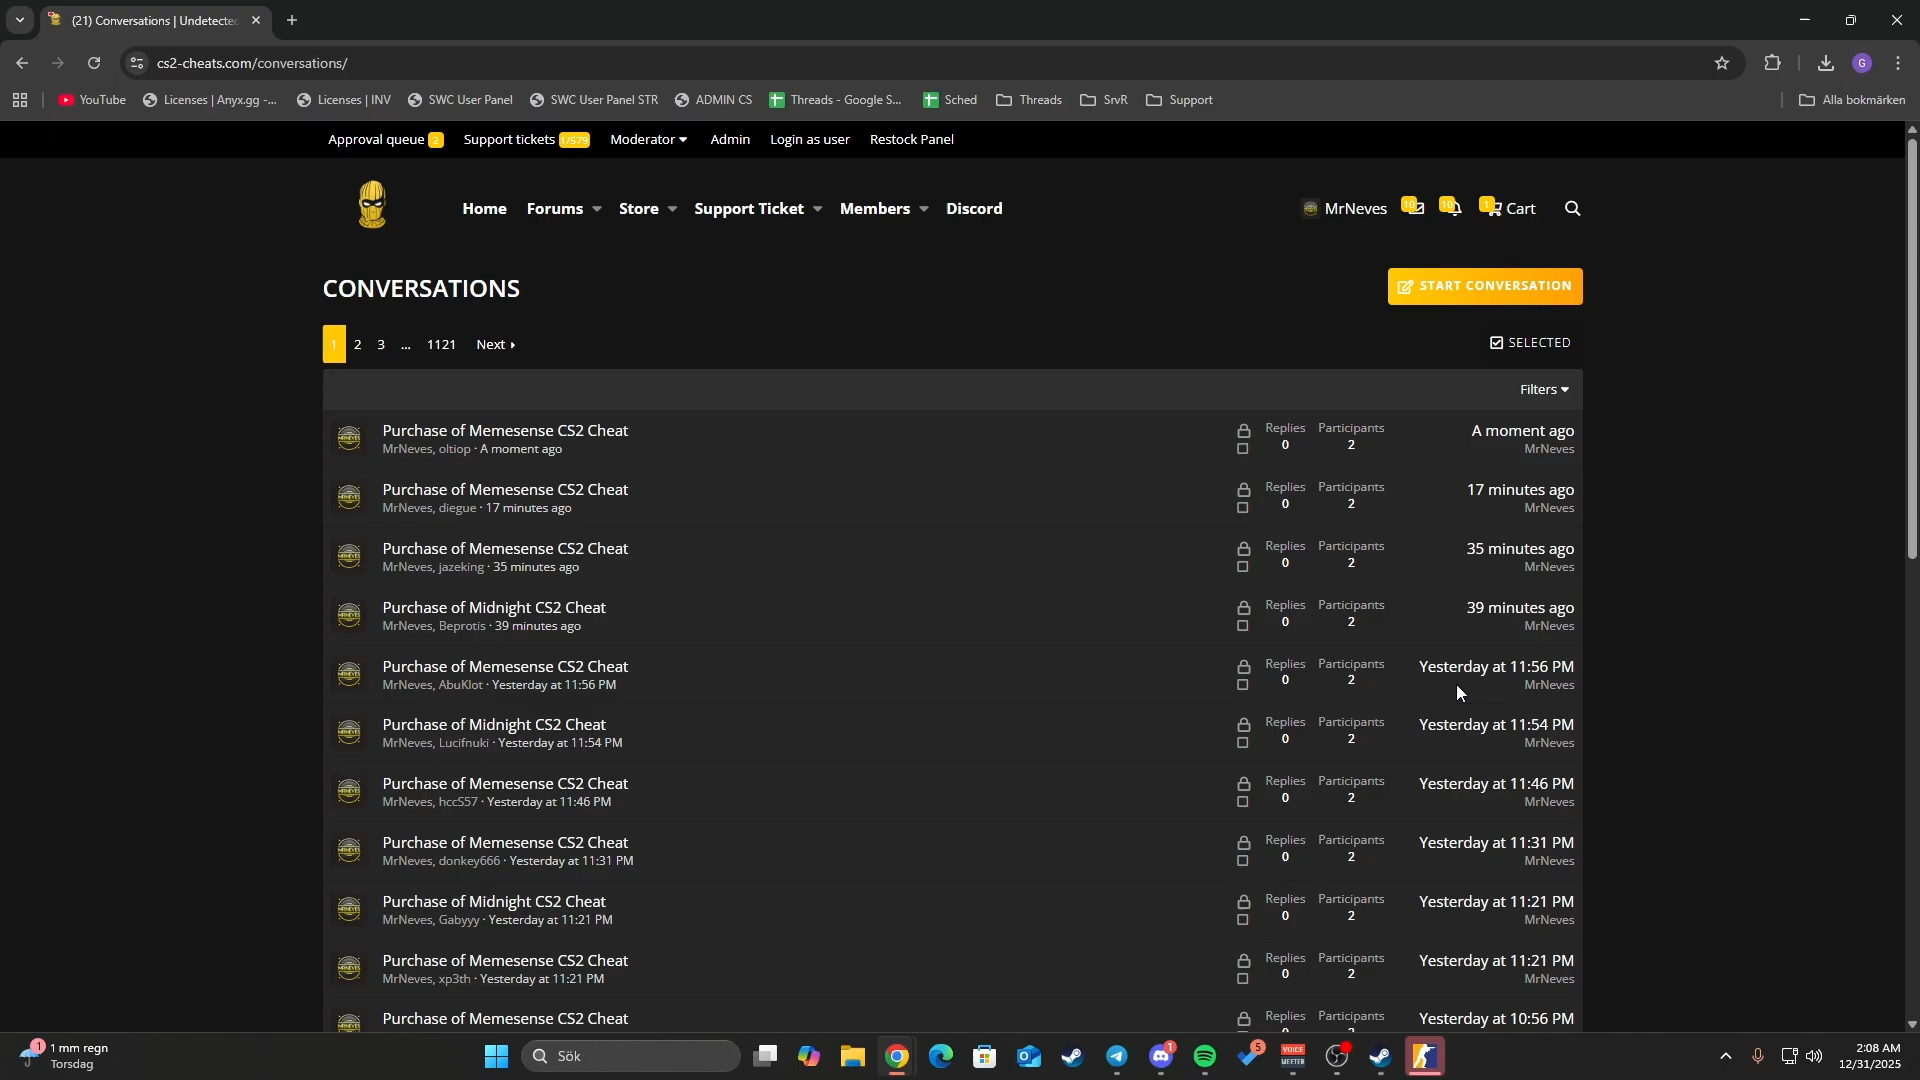 (21) Conversations | Undetecte
cs2-cheats.com/conversations/
G
YouTube
Licenses | Anyx.gg -...
Licenses | INV
SWC User Panel
SWC User Panel STR
ADMIN CS
Threads - Google S...
Sched
Threads
SrvR
Support
Alla bokmärken
Approval queue 2
Support tickets 1/579
Moderator
Admin
Login as user
Restock Panel
Home
Forums
Store
Support Ticket
Members
Discord
MrNeves
10
10
1
Cart
CONVERSATIONS
START CONVERSATION
1 2 3 ... 1121 Next
SELECTED
Filters
Purchase of Memesense CS2 Cheat
MrNeves, oltiop · A moment ago
Replies 0
Participants 2
A moment ago
MrNeves
Purchase of Memesense CS2 Cheat
MrNeves, diegue · 17 minutes ago
Replies 0
Participants 2
17 minutes ago
MrNeves
Purchase of Memesense CS2 Cheat
MrNeves, jazeking · 35 minutes ago
Replies 0
Participants 2
35 minutes ago
MrNeves
Purchase of Midnight CS2 Cheat
MrNeves, Beprotis · 39 minutes ago
Replies 0
Participants 2
39 minutes ago
MrNeves
Purchase of Memesense CS2 Cheat
MrNeves, AbuKlot · Yesterday at 11:56 PM
Replies 0
Participants 2
Yesterday at 11:56 PM
MrNeves
Purchase of Midnight CS2 Cheat
MrNeves, Lucifnuki · Yesterday at 11:54 PM
Replies 0
Participants 2
Yesterday at 11:54 PM
MrNeves
Purchase of Memesense CS2 Cheat
MrNeves, hccS57 · Yesterday at 11:46 PM
Replies 0
Participants 2
Yesterday at 11:46 PM
MrNeves
Purchase of Memesense CS2 Cheat
MrNeves, donkey666 · Yesterday at 11:31 PM
Replies 0
Participants 2
Yesterday at 11:31 PM
MrNeves
Purchase of Midnight CS2 Cheat
MrNeves, Gabyyy · Yesterday at 11:21 PM
Replies 0
Participants 2
Yesterday at 11:21 PM
MrNeves
Purchase of Memesense CS2 Cheat
MrNeves, xp3th · Yesterday at 11:21 PM
Replies 0
Participants 2
Yesterday at 11:21 PM
MrNeves
Purchase of Memesense CS2 Cheat
Replies
Participants
Yesterday at 10:56 PM
1
1 mm regn
Torsdag
Sök
1
5
VOICE
MEETER
2:08 AM
12/31/2025